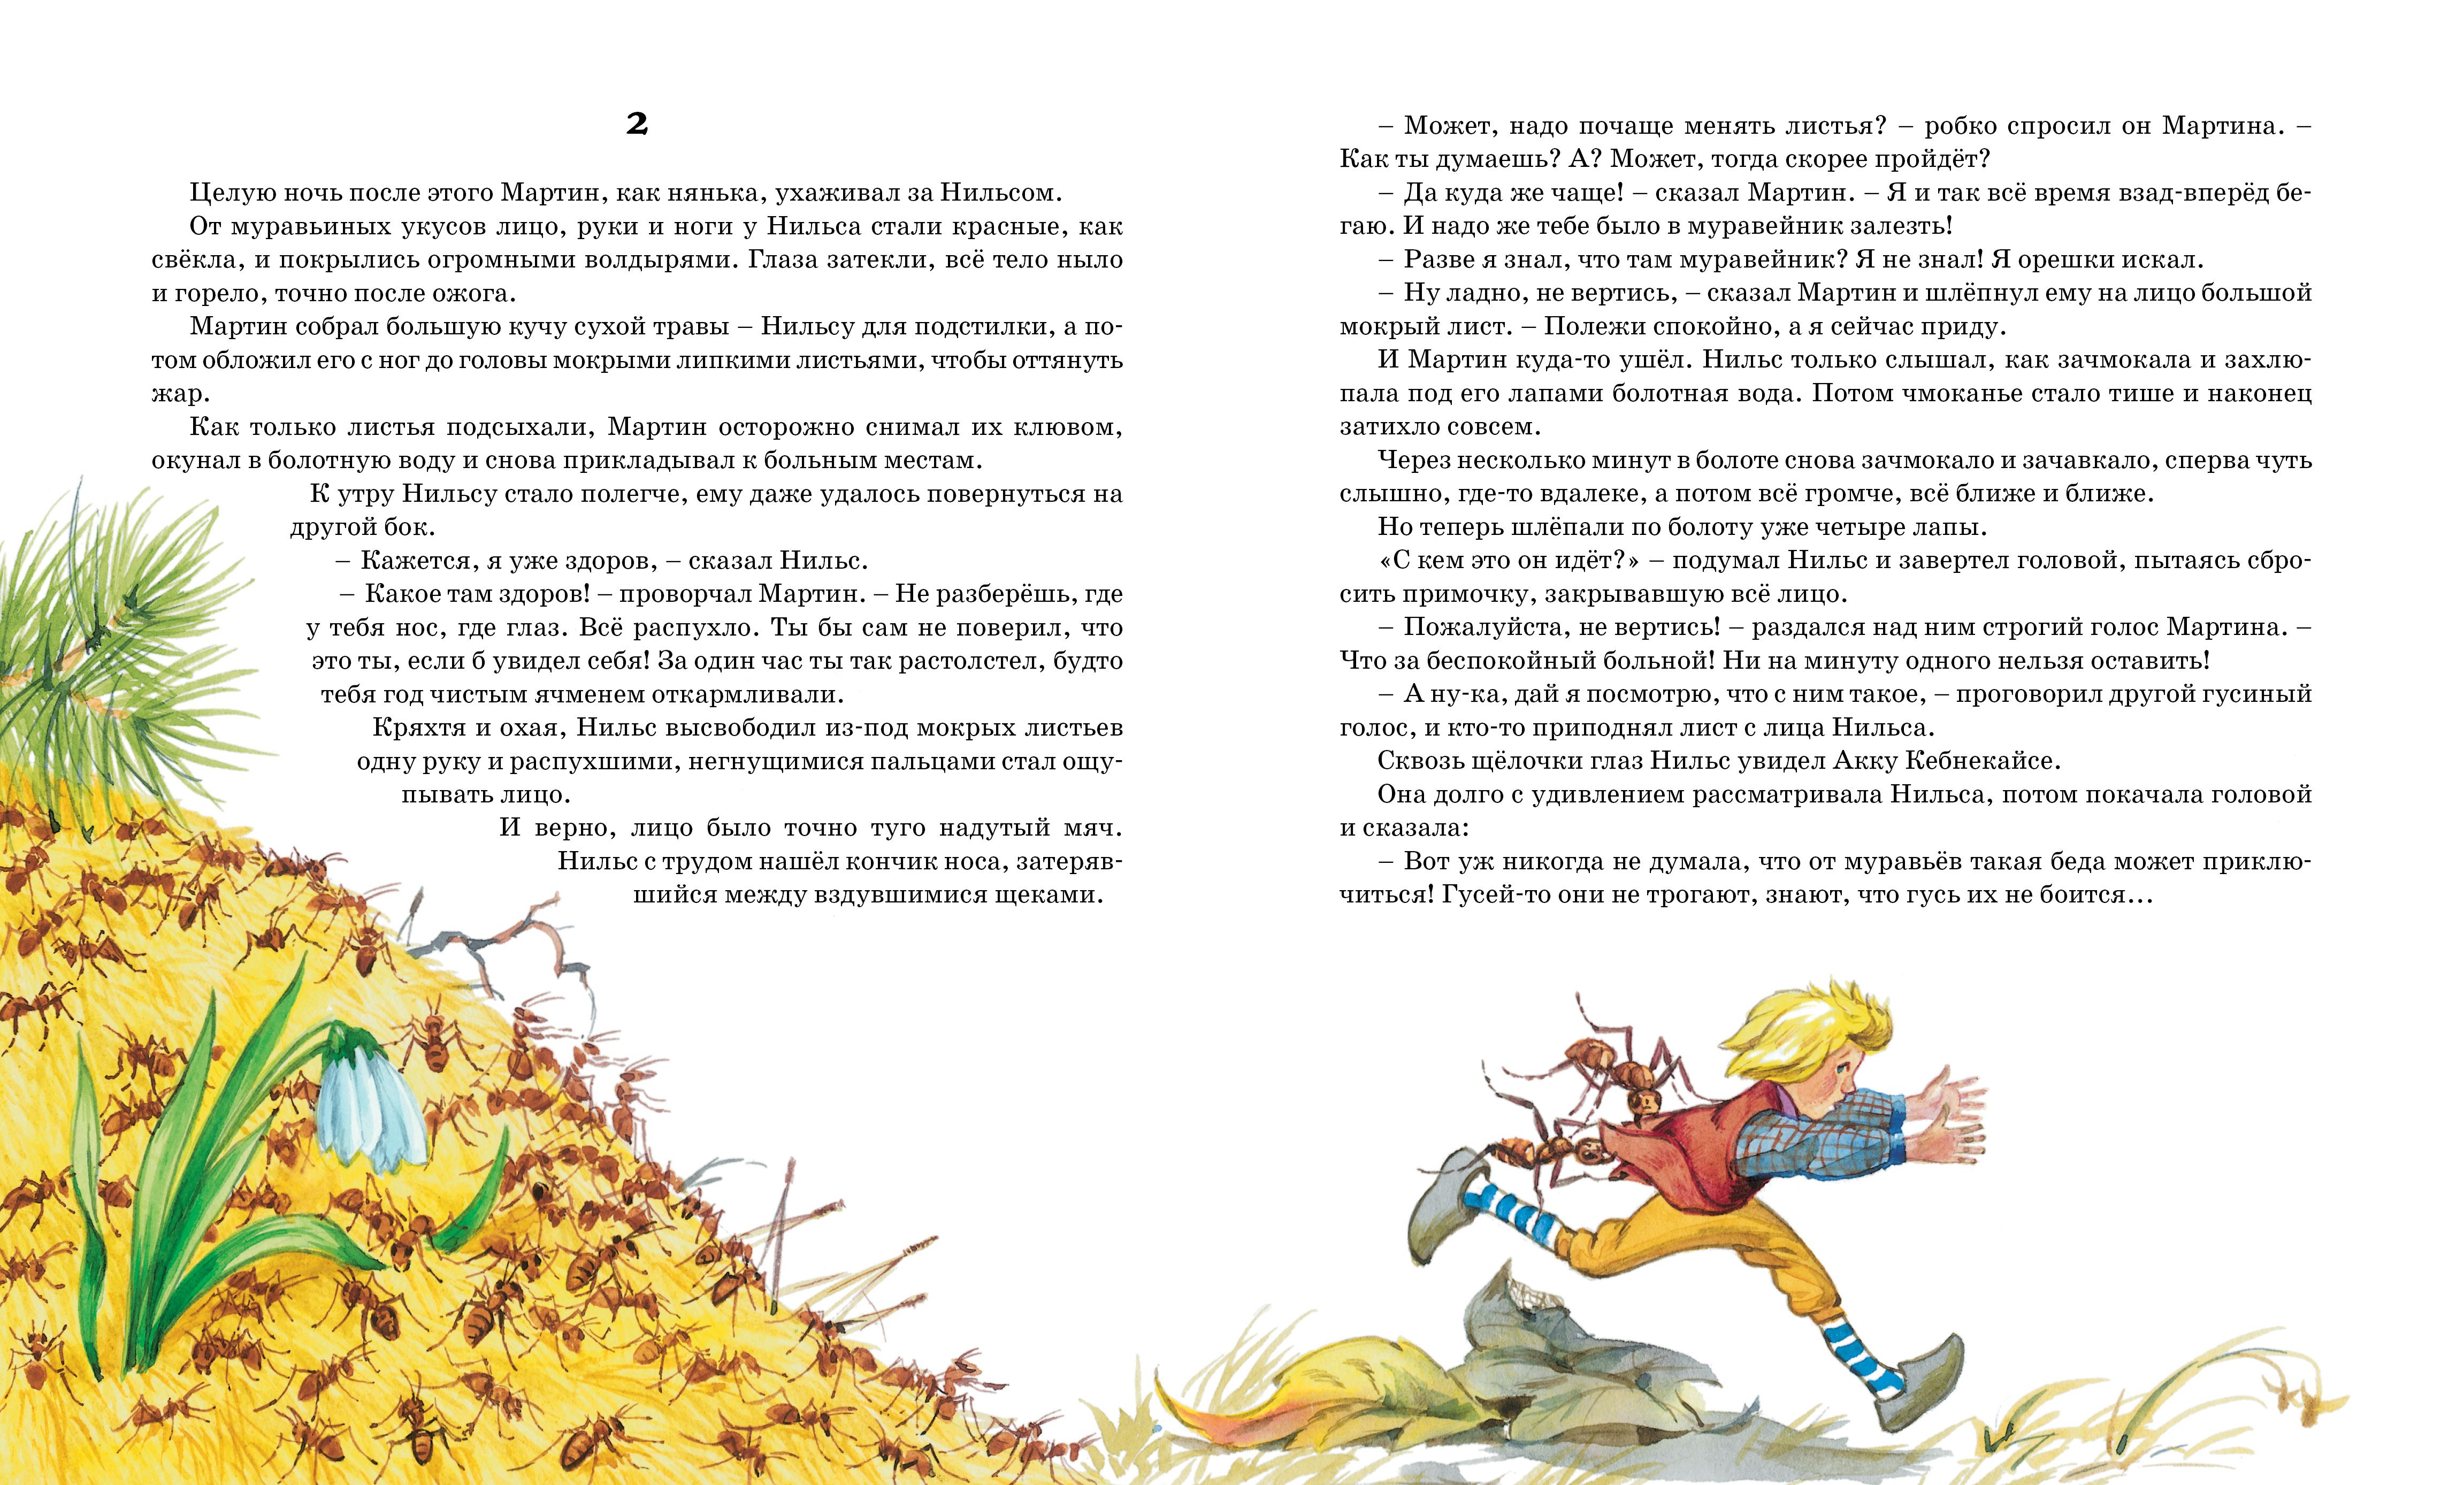 2
Целую ночь после этого Мартин, как нянька, ухаживал за Нильсом.
От муравьиных укусов лицо, руки и ноги у Нильса стали красные, как
свёкла, и покрылись огромными волдырями. Глаза затекли, всё тело ныло
и горело, точно после ожога.
Мартин собрал большую кучу сухой травы – Нильсу для подстилки, а по-
том обложил его с ног до головы мокрыми липкими листьями, чтобы оттянуть
жар.
Как только листья подсыхали, Мартин осторожно снимал их клювом,
окунал в болотную воду и снова прикладывал к больным местам.
К утру Нильсу стало полегче, ему даже удалось повернуться на
другой бок.
– Кажется, я уже здоров, – сказал Нильс.
– Какое там здоров! – проворчал Мартин. – Не разберёшь, где
у тебя нос, где глаз. Всё распухло. Ты бы сам не поверил, что
это ты, если б увидел себя! За один час ты так растолстел, будто
тебя год чистым ячменем откармливали.
Кряхтя и охая, Нильс высвободил из-под мокрых листьев
одну руку и распухшими, негнущимися пальцами стал ощу-
пывать лицо.
И верно, лицо было точно туго надутый мяч.
Нильс с трудом нашёл кончик носа, затеряв-
шийся между вздувшимися щеками.
– Может, надо почаще менять листья? – робко спросил он Мартина. –
Как ты думаешь? А? Может, тогда скорее пройдёт?
– Да куда же чаще! – сказал Мартин. – Я и так всё время взад-вперёд бе-
гаю. И надо же тебе было в муравейник залезть!
– Разве я знал, что там муравейник? Я не знал! Я орешки искал.
– Ну ладно, не вертись, – сказал Мартин и шлёпнул ему на лицо большой
мокрый лист. – Полежи спокойно, а я сейчас приду.
И Мартин куда-то ушёл. Нильс только слышал, как зачмокала и захлю-
пала под его лапами болотная вода. Потом чмоканье стало тише и наконец
затихло совсем.
Через несколько минут в болоте снова зачмокало и зачавкало, сперва чуть
слышно, где-то вдалеке, а потом всё громче, всё ближе и ближе.
Но теперь шлёпали по болоту уже четыре лапы.
«С кем это он идёт?» – подумал Нильс и завертел головой, пытаясь сбро-
сить примочку, закрывавшую всё лицо.
– Пожалуйста, не вертись! – раздался над ним строгий голос Мартина. –
Что за беспокойный больной! Ни на минуту одного нельзя оставить!
– А ну-ка, дай я посмотрю, что с ним такое, – проговорил другой гусиный
голос, и кто-то приподнял лист с лица Нильса.
Сквозь щёлочки глаз Нильс увидел Акку Кебнекайсе.
Она долго с удивлением рассматривала Нильса, потом покачала головой
и сказала:
– Вот уж никогда не думала, что от муравьёв такая беда может приклю-
читься! Гусей-то они не трогают, знают, что гусь их не боится...